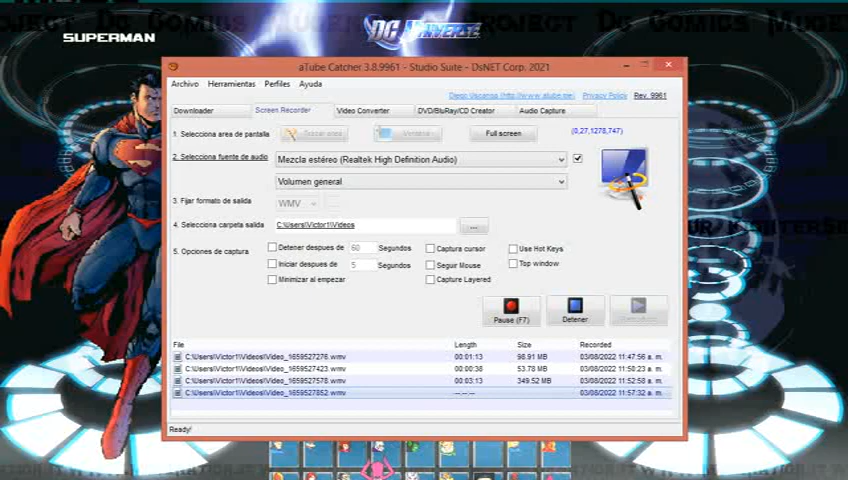 SUPERMAN
DC UNIVERSE
aTube Catcher 3.8.9961 - Studio Suite - DsNET Corp. 2021
Archivo Herramientas Perfiles Ayuda
Diego Uscanga (http://www.atube.me) Privacy Policy Rev. 9961
Downloader Screen Recorder Video Converter DVD/BluRay/CD Creator Audio Capture
1. Selecciona area de pantalla Trazar area Ventana Full screen (0,27,1278,747)
2. Selecciona fuente de audio Mezcla estéreo (Realtek High Definition Audio)
Volumen general
3. Fijar formato de salida WMV
4. Selecciona carpeta salida C:\Users\Victor1\Videos ...
5. Opciones de captura Detener despues de 60 Segundos Capture cursor Use Hot Keys
Iniciar despues de 5 Segundos Seguir Mouse Top window
Minimizar al empezar Capture Layered
Pause (F7) Detener
File Length Size Recorded
C:\Users\Victor1\Videos\Video_1659527276.wmv 00:01:13 98.91 MB 03/08/2022 11:47:56 a. m.
C:\Users\Victor1\Videos\Video_1659527423.wmv 00:00:38 53.78 MB 03/08/2022 11:50:23 a. m.
C:\Users\Victor1\Videos\Video_1659527578.wmv 00:03:13 349.52 MB 03/08/2022 11:52:58 a. m.
C:\Users\Victor1\Videos\Video_1659527852.wmv --:--:-- 03/08/2022 11:57:32 a. m.
Ready!